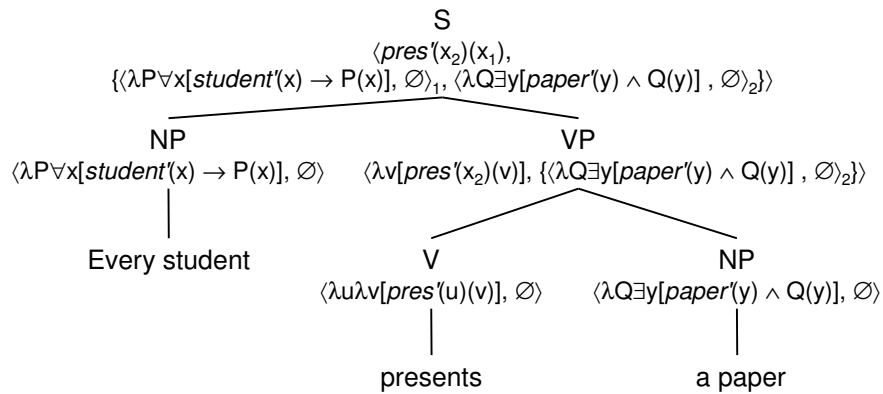 S
⟨pres'(x₂)(x₁),
{⟨λP∀x[student'(x) → P(x)], ∅⟩₁, ⟨λQ∃y[paper'(y) ∧ Q(y)] , ∅⟩₂}⟩
NP VP
⟨λP∀x[student'(x) → P(x)], ∅⟩ ⟨λv[pres'(x₂)(v)], {⟨λQ∃y[paper'(y) ∧ Q(y)] , ∅⟩₂}⟩
Every student V NP
⟨λuλv[pres'(u)(v)], ∅⟩ ⟨λQ∃y[paper'(y) ∧ Q(y)], ∅⟩
presents a paper